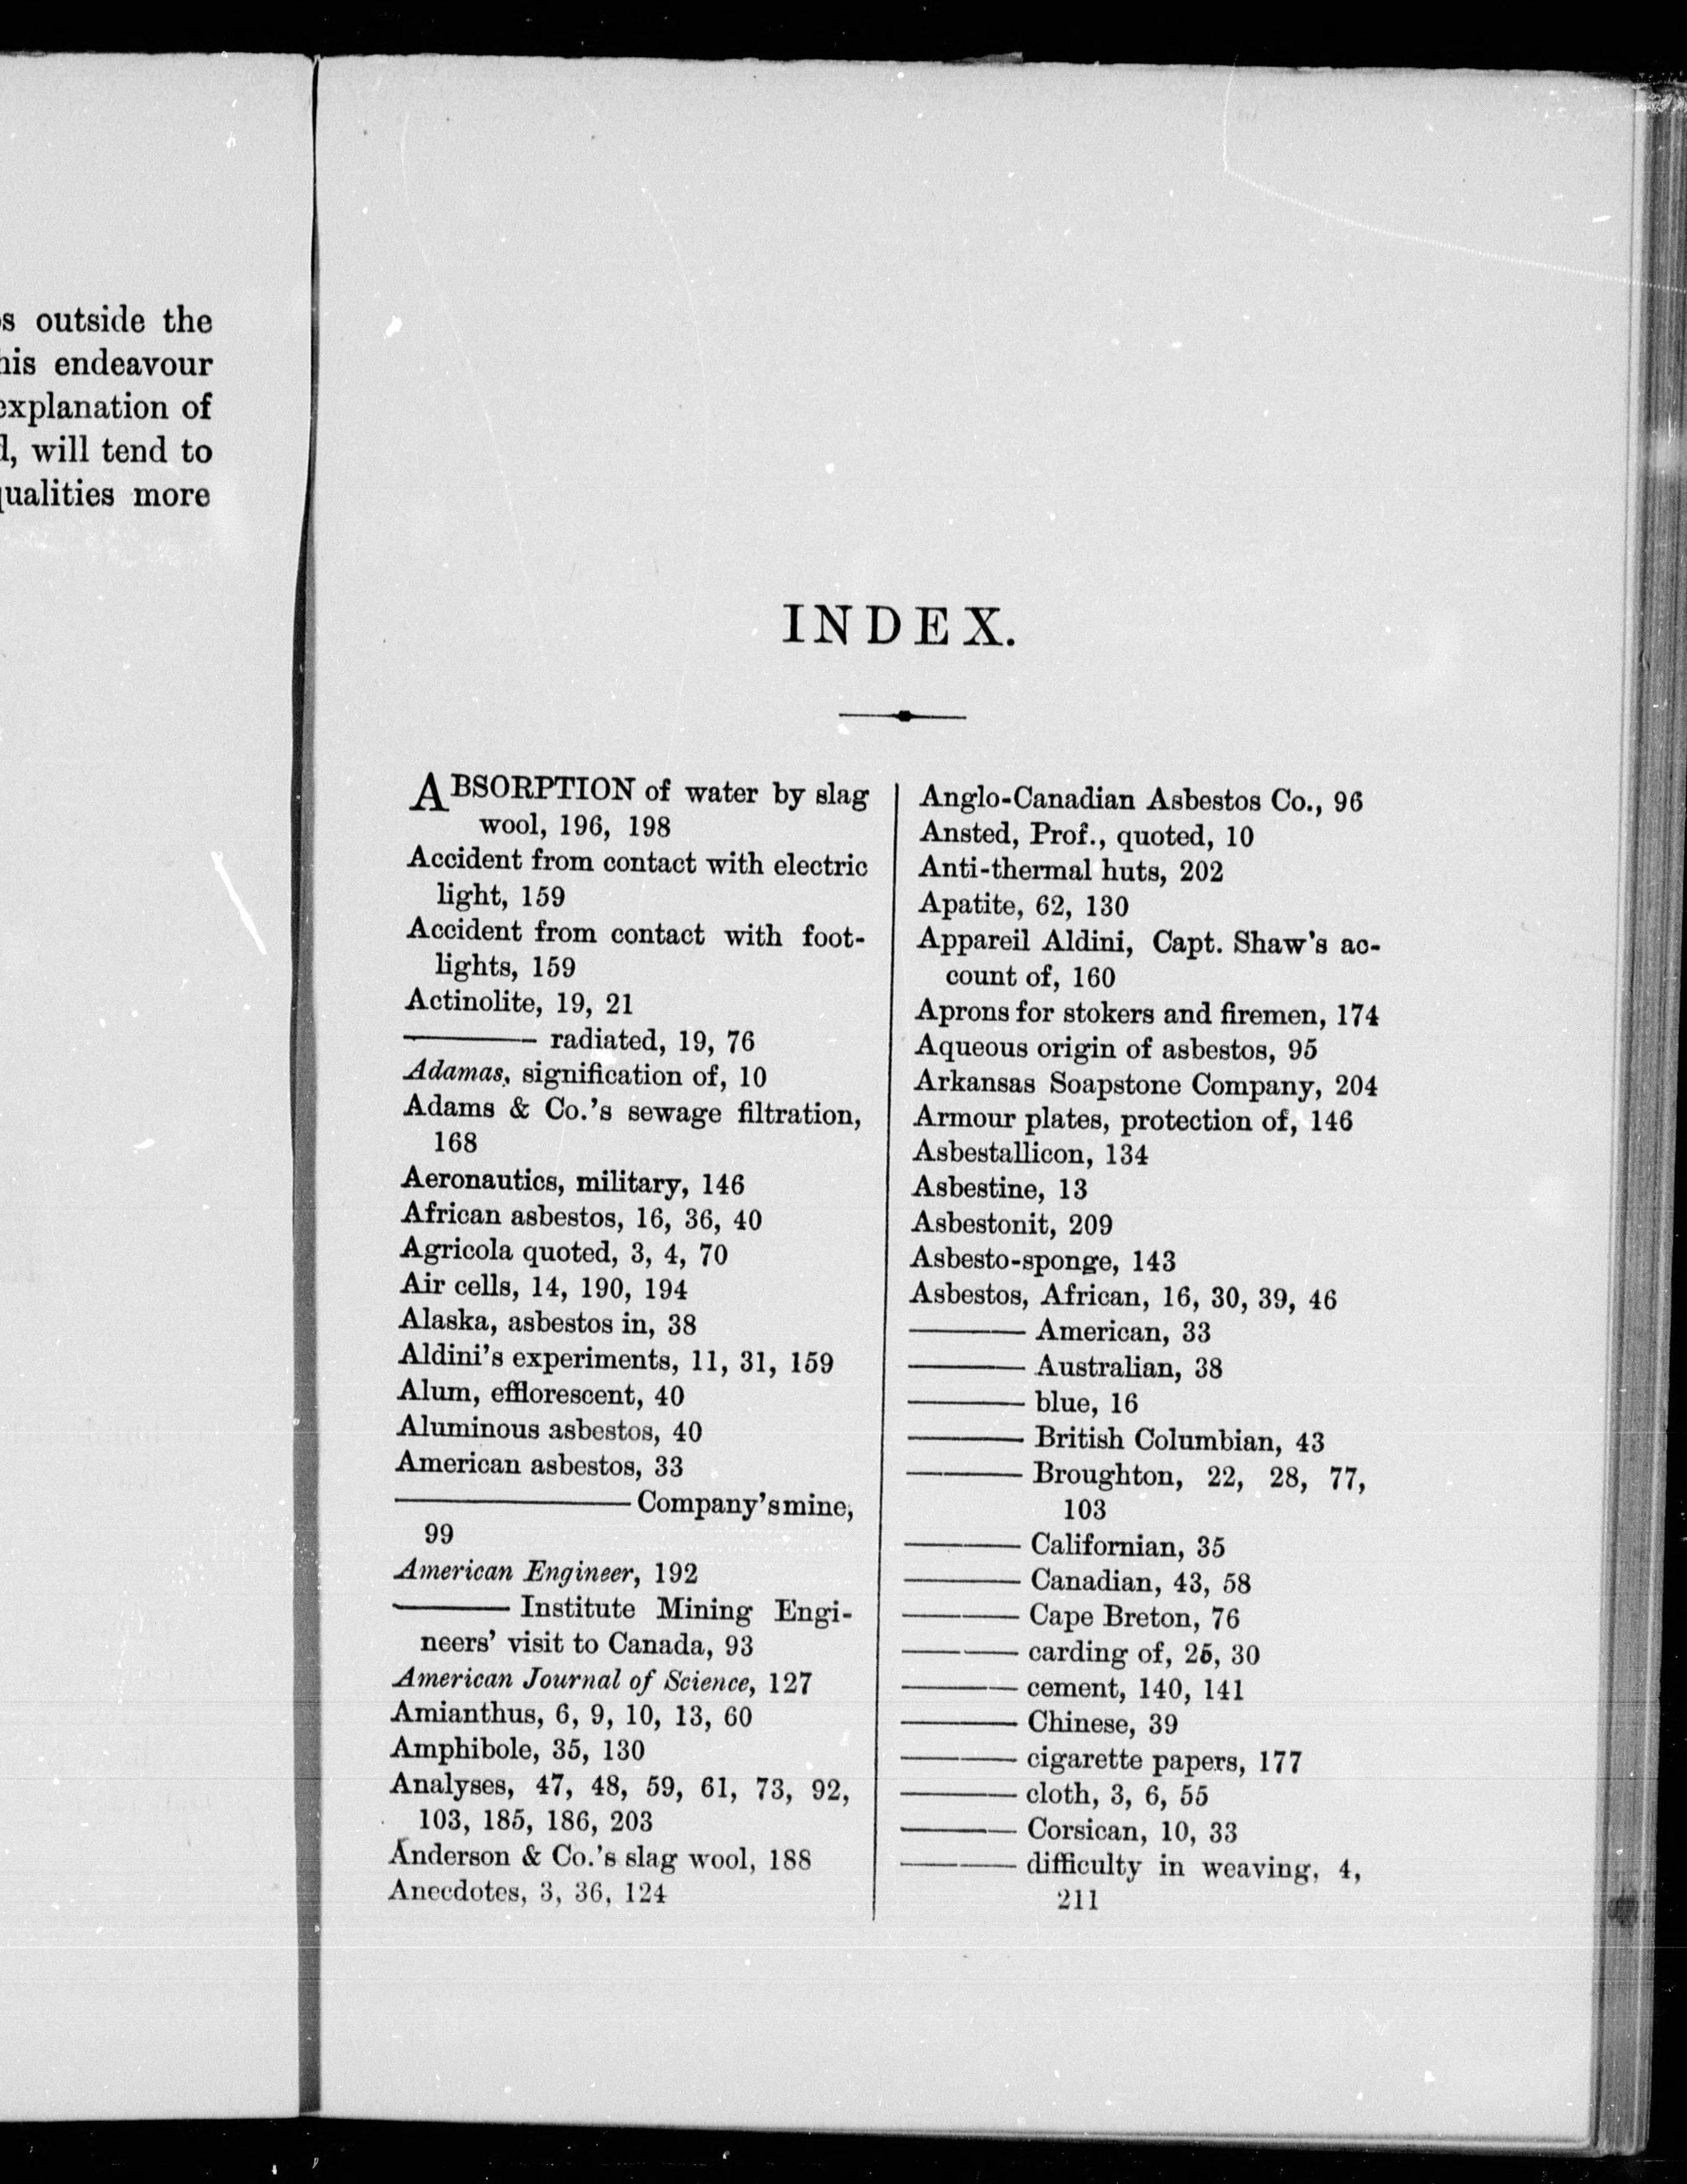 s outside the
his endeavour
explanation of
l, will tend to
qualities more
INDEX.
ABSORPTION of water by slag
wool, 196, 198
Accident from contact with electric
light, 159
Accident from contact with foot-
lights, 159
Actinolite, 19, 21
——— radiated, 19, 76
Adamas, signification of, 10
Adams & Co.'s sewage filtration,
168
Aeronautics, military, 146
African asbestos, 16, 36, 40
Agricola quoted, 3, 4, 70
Air cells, 14, 190, 194
Alaska, asbestos in, 38
Aldini's experiments, 11, 31, 159
Alum, efflorescent, 40
Aluminous asbestos, 40
American asbestos, 33
——— Company's mine,
99
American Engineer, 192
——— Institute Mining Engi-
neers' visit to Canada, 93
American Journal of Science, 127
Amianthus, 6, 9, 10, 13, 60
Amphibole, 35, 130
Analyses, 47, 48, 59, 61, 73, 92,
103, 185, 186, 203
Anderson & Co.'s slag wool, 188
Anecdotes, 3, 36, 124
Anglo-Canadian Asbestos Co., 96
Ansted, Prof., quoted, 10
Anti-thermal huts, 202
Apatite, 62, 130
Appareil Aldini, Capt. Shaw's ac-
count of, 160
Aprons for stokers and firemen, 174
Aqueous origin of asbestos, 95
Arkansas Soapstone Company, 204
Armour plates, protection of, 146
Asbestallicon, 134
Asbestine, 13
Asbestonit, 209
Asbesto-sponge, 143
Asbestos, African, 16, 30, 39, 46
——— American, 33
——— Australian, 38
——— blue, 16
——— British Columbian, 43
——— Broughton, 22, 28, 77,
103
——— Californian, 35
——— Canadian, 43, 58
——— Cape Breton, 76
——— carding of, 25, 30
——— cement, 140, 141
——— Chinese, 39
——— cigarette papers, 177
——— cloth, 3, 6, 55
——— Corsican, 10, 33
——— difficulty in weaving, 4,
211